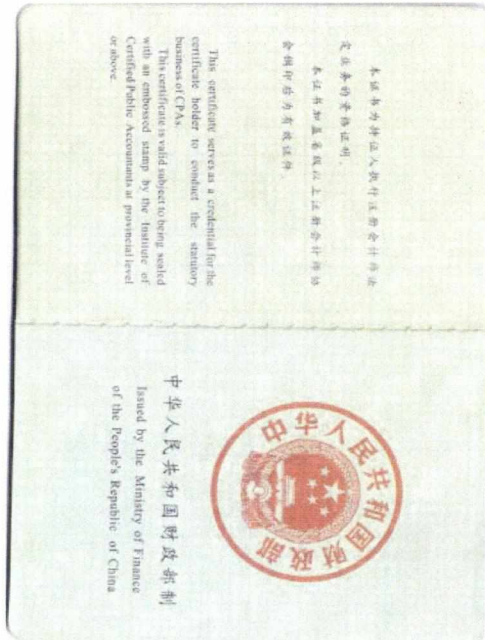 本证书为持证人执行注册会计师法
定业务的资格证明。
本证书加盖省级以上注册会计师协
会钢印后为有效证件。
This certificate serves as a credential for the
certificate holder to conduct the statutory
business of CPAs.
This certificate is valid subject to being sealed
with an embossed stamp by the Institute of
Certified Public Accountants at provincial level
or above.
中华人民共和国财政部
中华人民共和国财政部制
Issued by the Ministry of Finance
of the People's Republic of China